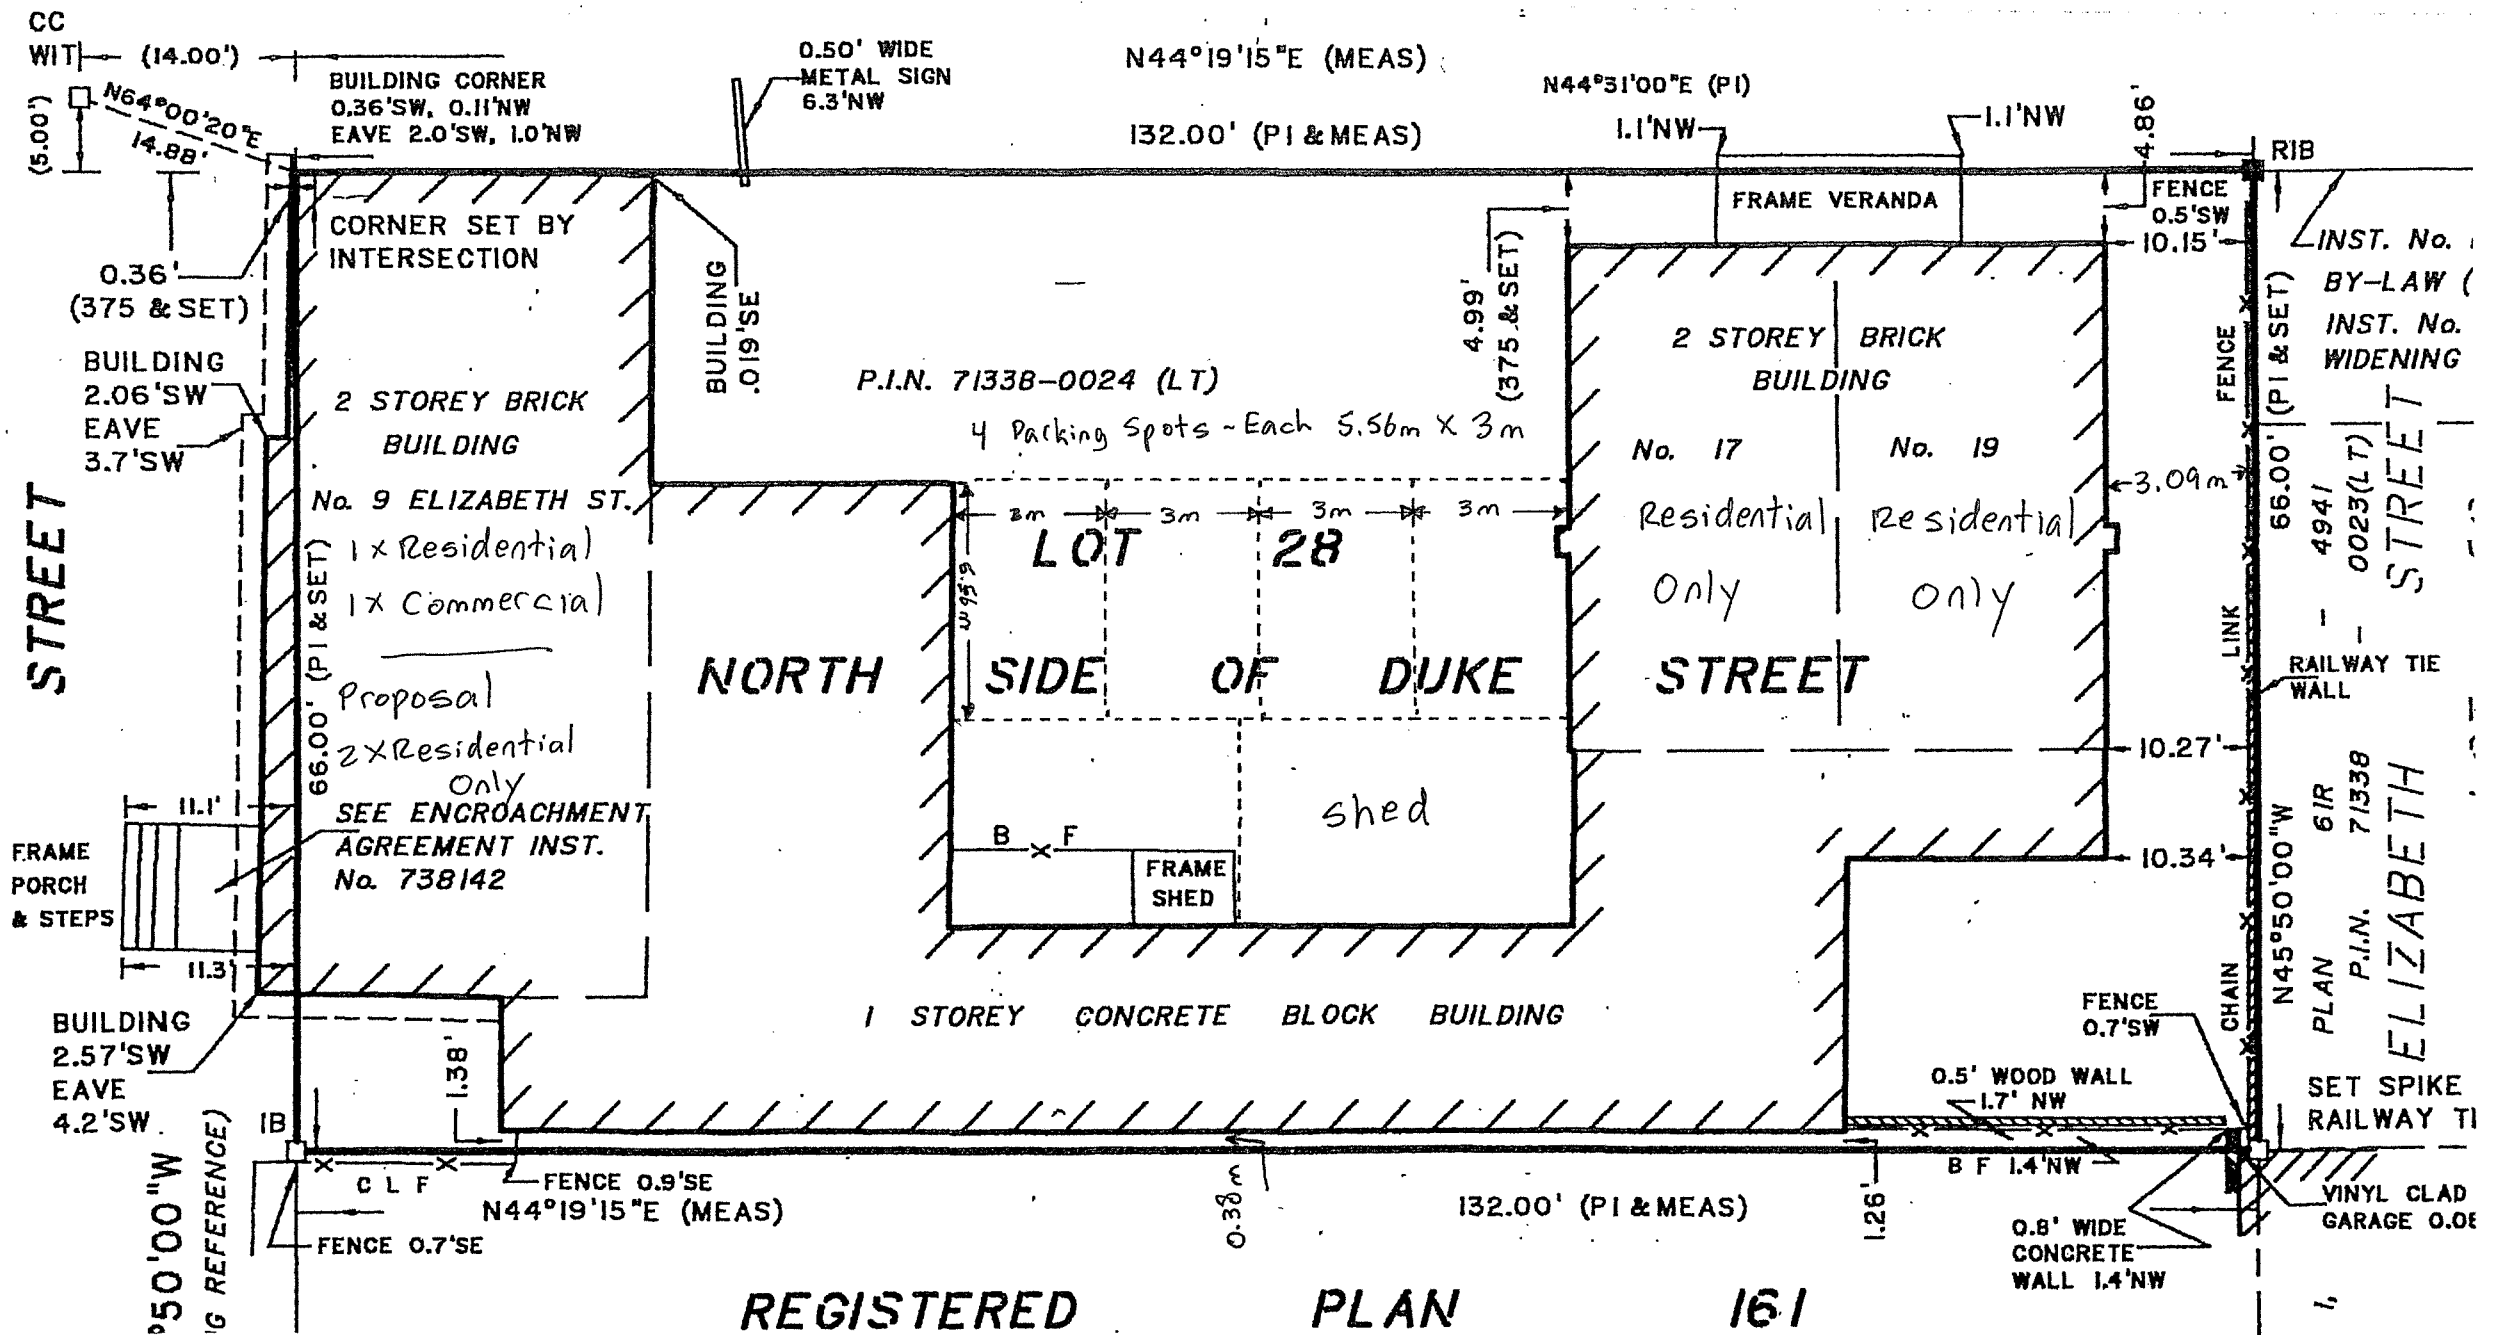 CC
WIT
(14.00')
(5.00')
N64°00'20"E
14.88'
BUILDING CORNER
0.36'SW, 0.11'NW
EAVE 2.0'SW, 1.0'NW
0.50' WIDE
METAL SIGN
6.3'NW
N44°19'15"E (MEAS)
132.00' (PI & MEAS)
N44°31'00"E (PI)
1.1'NW
1.1'NW
4.86'
RIB
FRAME VERANDA
FENCE
0.5'SW
10.15'
INST. No.
BY-LAW (
INST. No.
WIDENING
CORNER SET BY
INTERSECTION
0.36'
(375 & SET)
BUILDING
.019'SE
4.99'
(375 & SET)
BUILDING
2.06'SW
EAVE
3.7'SW
2 STOREY BRICK
BUILDING
No. 9 ELIZABETH ST.
1 x Residential
1 x Commercial
Proposal
2 x Residential
Only
P.I.N. 71338-0024 (LT)
4 Parking Spots ~ Each 5.56m x 3m
3m
3m
3m
3m
5.56m
2 STOREY BRICK
BUILDING
No. 17
No. 19
Residential
Only
Residential
Only
3.09m
FENCE
LINK
CHAIN
66.00' (PI & SET)
N45°50'00"W
PLAN 61R - 4941
P.I.N. 71338 - 0023(LT)
ELIZABETH STREET
STREET
66.00' (PI & SET)
LOT 28
NORTH SIDE OF DUKE STREET
RAILWAY TIE
WALL
10.27'
10.34'
SEE ENCROACHMENT
AGREEMENT INST.
No. 738142
11.1'
FRAME
PORCH
& STEPS
11.3'
B F
FRAME
SHED
Shed
1 STOREY CONCRETE BLOCK BUILDING
BUILDING
2.57'SW
EAVE
4.2'SW
1.38'
IB
FENCE
0.7'SW
0.5' WOOD WALL
1.7' NW
SET SPIKE
RAILWAY TI
C L F
FENCE 0.9'SE
N44°19'15"E (MEAS)
FENCE 0.7'SE
0.38m
132.00' (PI & MEAS)
B F 1.4'NW
1.26'
VINYL CLAD
GARAGE 0.0
0.8' WIDE
CONCRETE
WALL 1.4'NW
°50'00"W
G REFERENCE)
REGISTERED PLAN 161